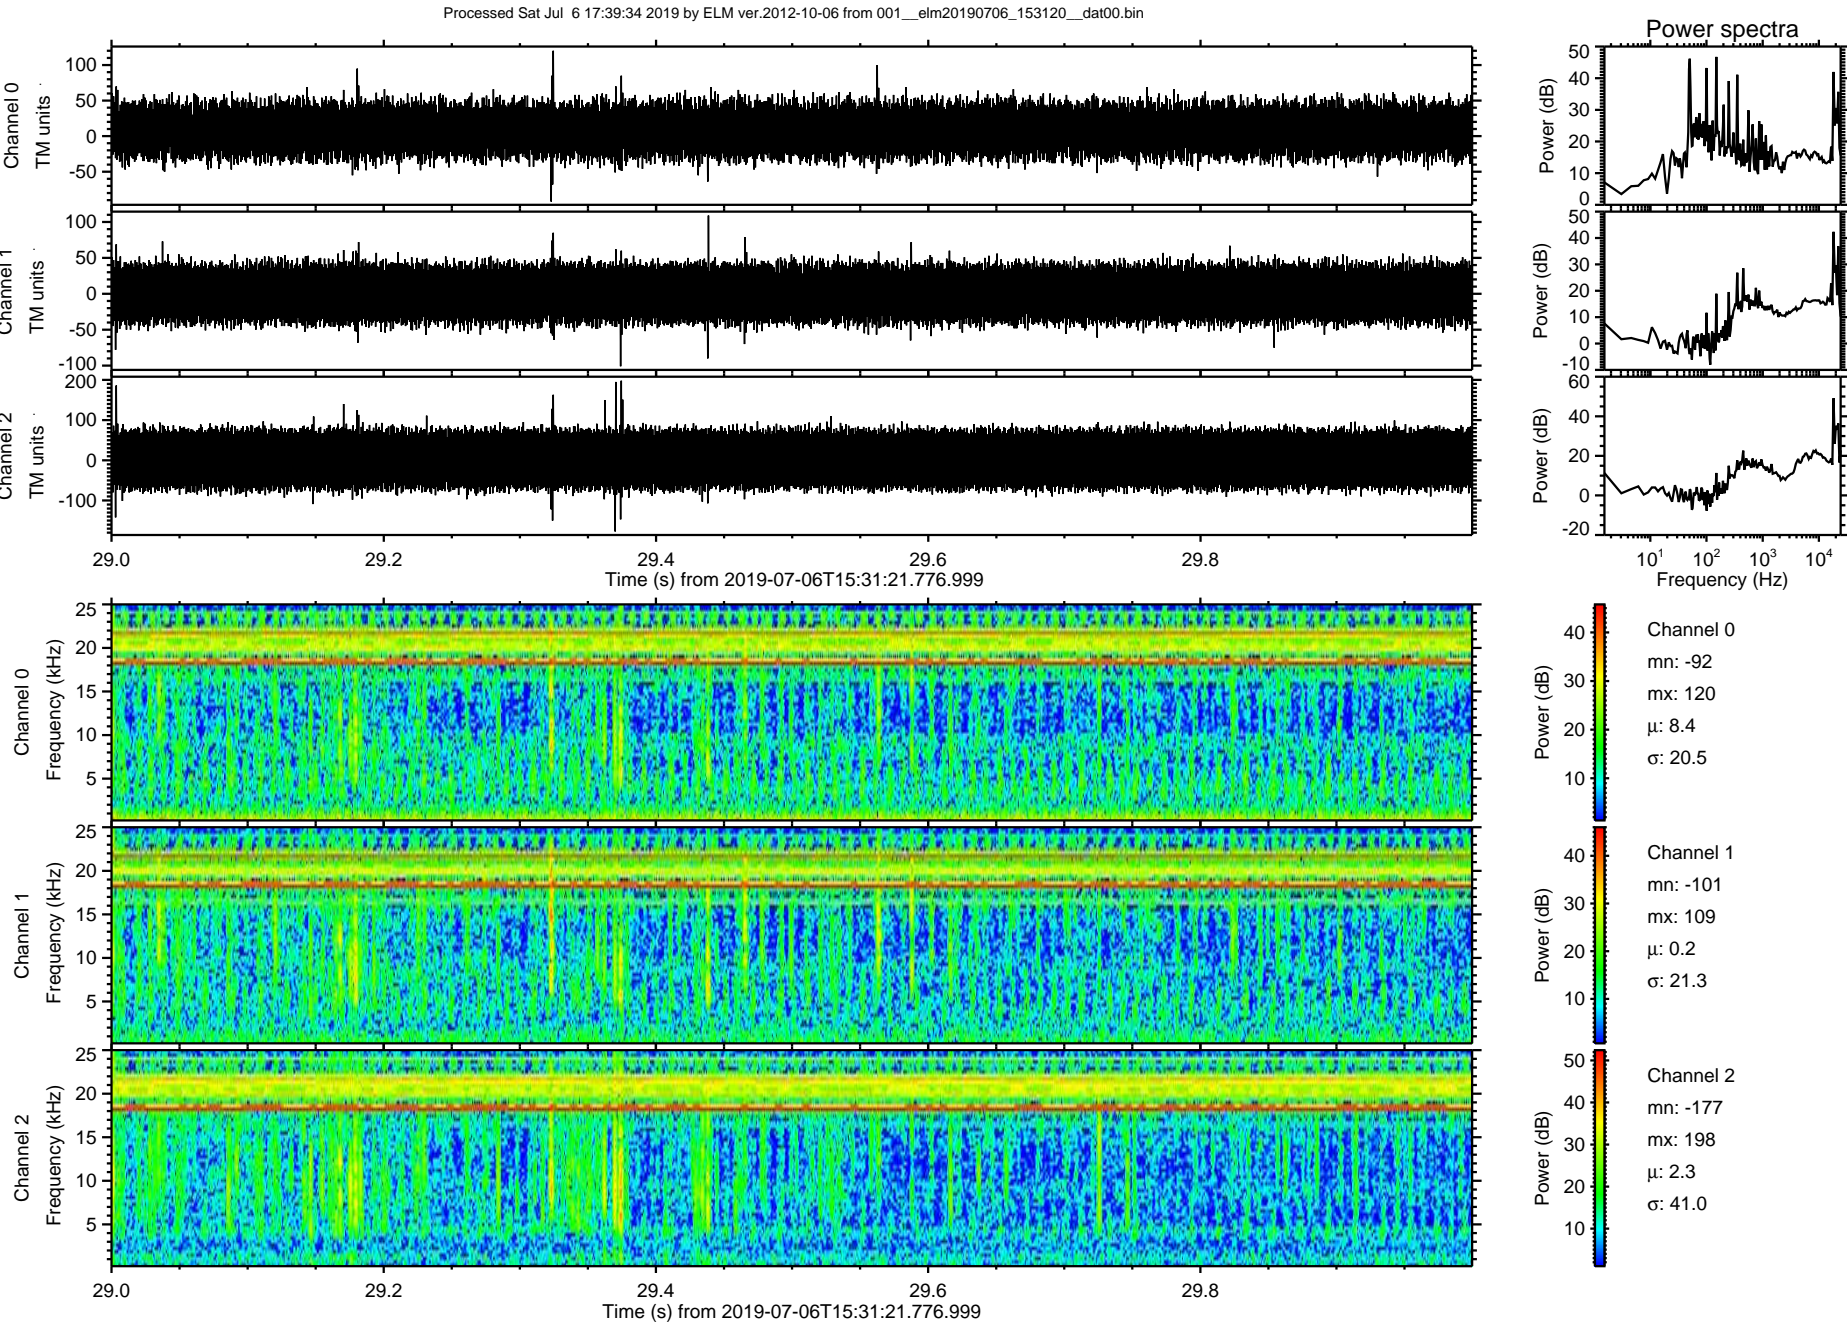 Processed Sat Jul  6 17:39:34 2019 by ELM ver.2012-10-06 from 001__elm20190706_153120__dat00.bin
Power spectra
Channel 0
TM units
100
50
0
-50
Power (dB)
50
40
30
20
10
0
Channel 1
TM units
100
50
0
-50
-100
Power (dB)
50
40
30
20
10
0
-10
Channel 2
TM units
200
100
0
-100
Power (dB)
60
40
20
0
-20
29.0 29.2 29.4 29.6 29.8
Time (s) from 2019-07-06T15:31:21.776.999
10¹ 10² 10³ 10⁴
Frequency (Hz)
Channel 0
Frequency (kHz)
25
20
15
10
5
Power (dB)
40
30
20
10
Channel 0
mn: -92
mx: 120
μ: 8.4
σ: 20.5
Channel 1
Frequency (kHz)
25
20
15
10
5
Power (dB)
40
30
20
10
Channel 1
mn: -101
mx: 109
μ: 0.2
σ: 21.3
Channel 2
Frequency (kHz)
25
20
15
10
5
Power (dB)
50
40
30
20
10
Channel 2
mn: -177
mx: 198
μ: 2.3
σ: 41.0
29.0 29.2 29.4 29.6 29.8
Time (s) from 2019-07-06T15:31:21.776.999